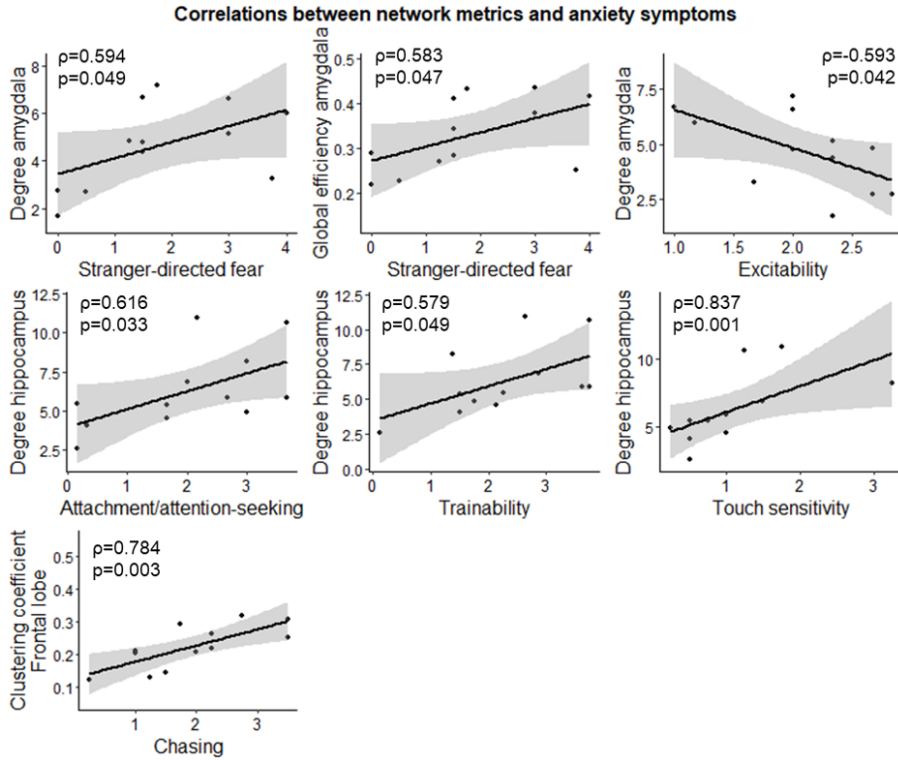 Correlations between network metrics and anxiety symptoms
ρ=0.594
p=0.049
Degree amygdala
8
6
4
2
0
1
2
3
4
Stranger-directed fear
ρ=0.583
p=0.047
Global efficiency amygdala
0.5
0.4
0.3
0.2
0
1
2
3
4
Stranger-directed fear
ρ=-0.593
p=0.042
Degree amygdala
10.0
7.5
5.0
2.5
1.0
1.5
2.0
2.5
Excitability
ρ=0.616
p=0.033
Degree hippocampus
12.5
10.0
7.5
5.0
2.5
0
1
2
3
Attachment/attention-seeking
ρ=0.579
p=0.049
Degree hippocampus
12.5
10.0
7.5
5.0
2.5
0.0
0
1
2
3
Trainability
ρ=0.837
p=0.001
Degree hippocampus
10
5
1
2
3
Touch sensitivity
ρ=0.784
p=0.003
Clustering coefficient
Frontal lobe
0.5
0.4
0.3
0.2
0.1
1
2
3
Chasing